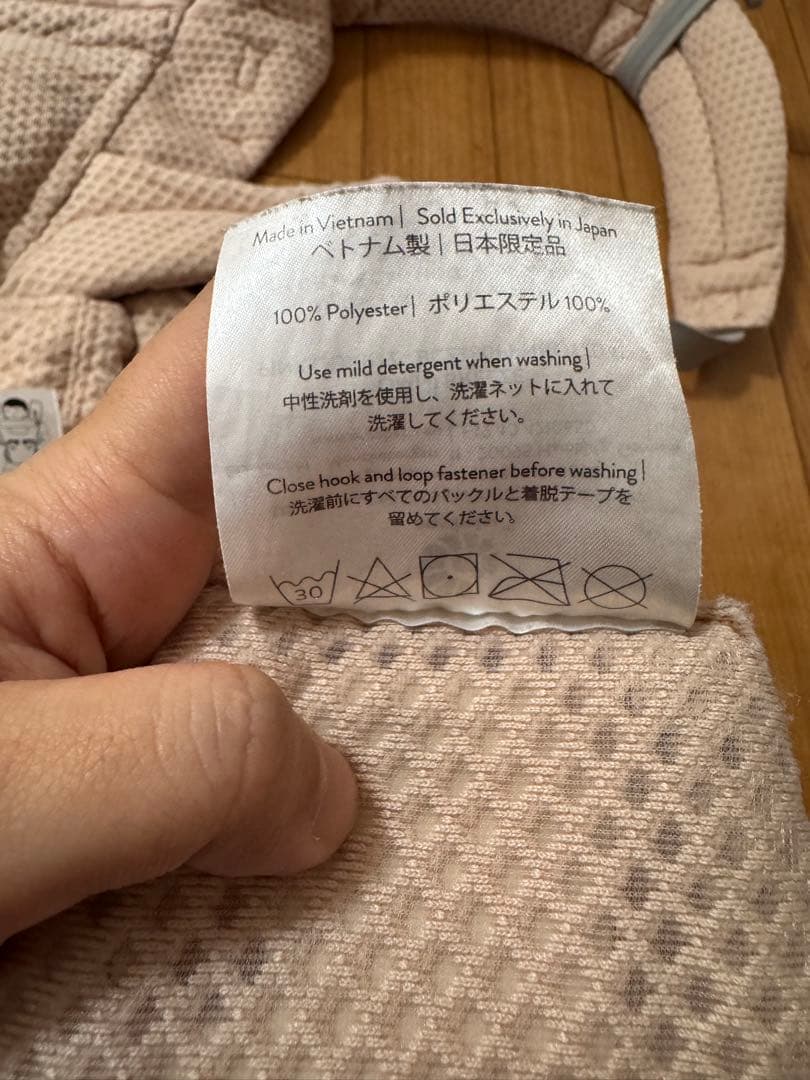 Made in Vietnam | Sold Exclusively in Japan
ベトナム製 | 日本限定品
100% Polyester | ポリエステル 100%
Use mild detergent when washing |
中性洗剤を使用し、洗濯ネットに入れて
洗濯してください。
Close hook and loop fastener before washing |
洗濯前にすべてのバックルと着脱テープを
留めてください。
30